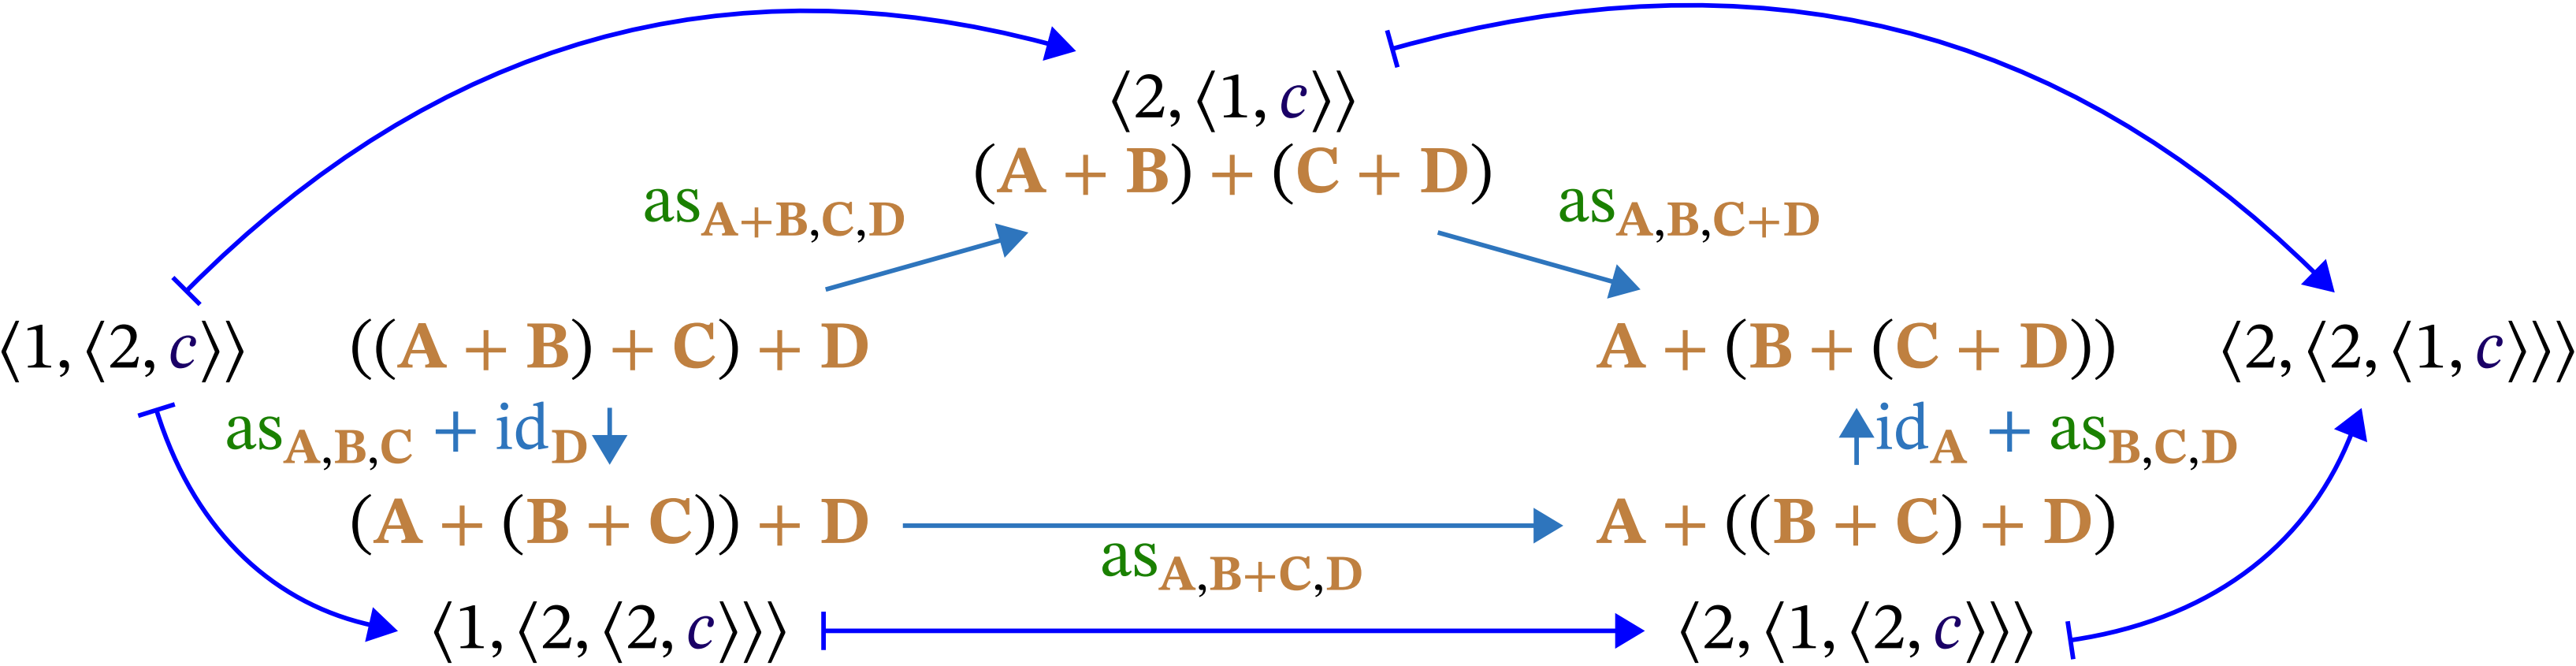 ⟨2, ⟨1, c⟩⟩
(A + B) + (C + D)
as_{A+B,C,D}
as_{A,B,C+D}
⟨1, ⟨2, c⟩⟩ ((A + B) + C) + D
A + (B + (C + D)) ⟨2, ⟨2, ⟨1, c⟩⟩⟩
as_{A,B,C} + id_D
id_A + as_{B,C,D}
(A + (B + C)) + D
A + ((B + C) + D)
as_{A,B+C,D}
⟨1, ⟨2, ⟨2, c⟩⟩⟩
⟨2, ⟨1, ⟨2, c⟩⟩⟩